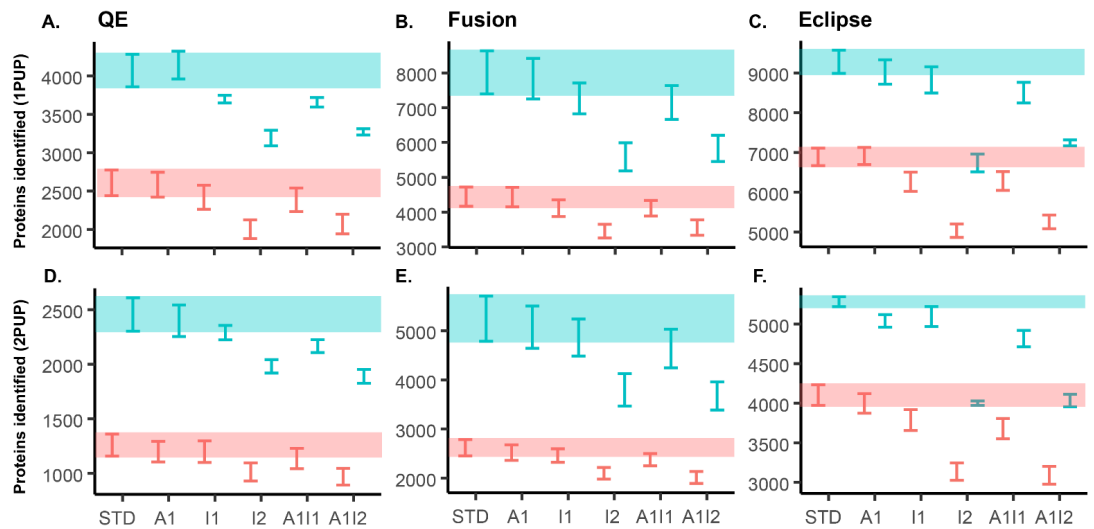 A. QE
B. Fusion
C. Eclipse
Proteins identified (1PUP)
4000
3500
3000
2500
2000
8000
7000
6000
5000
4000
3000
9000
8000
7000
6000
5000
D.
E.
F.
Proteins identified (2PUP)
2500
2000
1500
1000
5000
4000
3000
2000
5000
4500
4000
3500
3000
STD A1 I1 I2 A1I1 A1I2
STD A1 I1 I2 A1I1 A1I2
STD A1 I1 I2 A1I1 A1I2